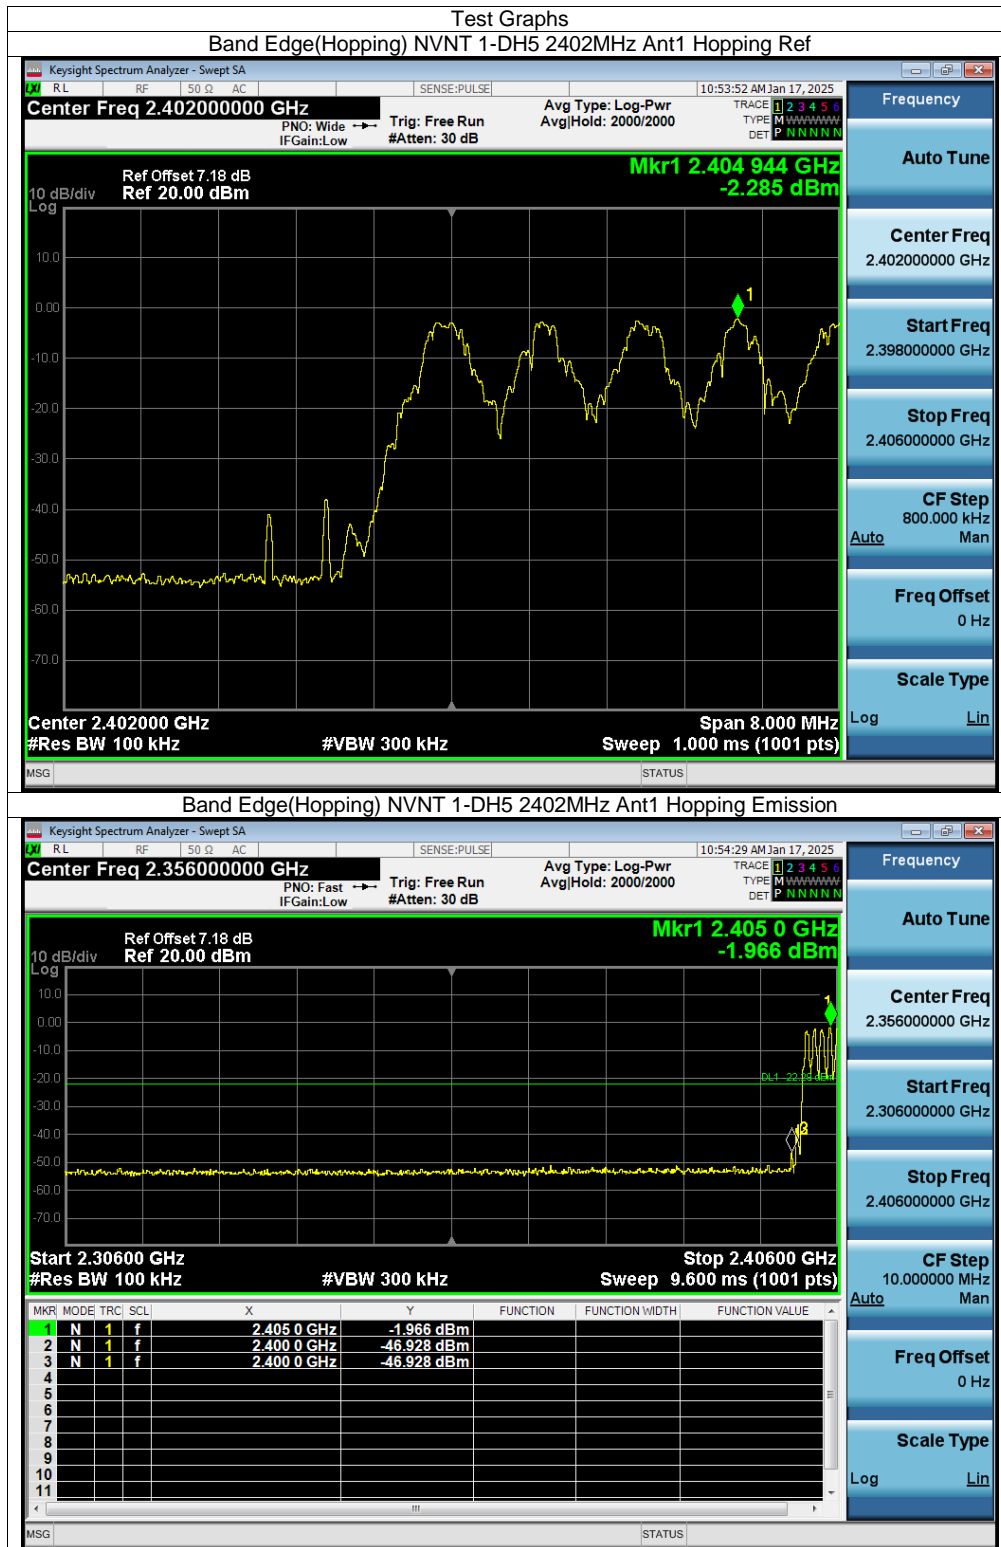 Test Graphs
Band Edge(Hopping) NVNT 1-DH5 2402MHz Ant1 Hopping Ref
Keysight Spectrum Analyzer - Swept SA
LXI RL RF 50 Ω AC SENSE:PULSE 10:53:52 AM Jan 17, 2025
Center Freq 2.402000000 GHz
PNO: Wide
IFGain:Low
Trig: Free Run
#Atten: 30 dB
Avg Type: Log-Pwr
Avg|Hold: 2000/2000
TRACE 1 2 3 4 5 6
TYPE M WWWWW
DET P N N N N N
Mkr1 2.404 944 GHz
-2.285 dBm
Ref Offset 7.18 dB
10 dB/div Ref 20.00 dBm
Log
10.0
0.00
-10.0
-20.0
-30.0
-40.0
-50.0
-60.0
-70.0
1
Center 2.402000 GHz Span 8.000 MHz
#Res BW 100 kHz #VBW 300 kHz Sweep 1.000 ms (1001 pts)
MSG STATUS
Frequency
Auto Tune
Center Freq
2.402000000 GHz
Start Freq
2.398000000 GHz
Stop Freq
2.406000000 GHz
CF Step
800.000 kHz
Auto Man
Freq Offset
0 Hz
Scale Type
Log Lin
Band Edge(Hopping) NVNT 1-DH5 2402MHz Ant1 Hopping Emission
Keysight Spectrum Analyzer - Swept SA
LXI RL RF 50 Ω AC SENSE:PULSE 10:54:29 AM Jan 17, 2025
Center Freq 2.356000000 GHz
PNO: Fast
IFGain:Low
Trig: Free Run
#Atten: 30 dB
Avg Type: Log-Pwr
Avg|Hold: 2000/2000
TRACE 1 2 3 4 5 6
TYPE M WWWWW
DET P N N N N N
Mkr1 2.405 0 GHz
-1.966 dBm
Ref Offset 7.18 dB
10 dB/div Ref 20.00 dBm
Log
10.0
0.00
-10.0
-20.0
-30.0
-40.0
-50.0
-60.0
-70.0
1
DL1 -22.29 dBm
Start 2.30600 GHz Stop 2.40600 GHz
#Res BW 100 kHz #VBW 300 kHz Sweep 9.600 ms (1001 pts)
MKR MODE TRC SCL X Y FUNCTION FUNCTION WIDTH FUNCTION VALUE
1 N 1 f 2.405 0 GHz -1.966 dBm
2 N 1 f 2.400 0 GHz -46.928 dBm
3 N 1 f 2.400 0 GHz -46.928 dBm
4
5
6
7
8
9
10
11
MSG STATUS
Frequency
Auto Tune
Center Freq
2.356000000 GHz
Start Freq
2.306000000 GHz
Stop Freq
2.406000000 GHz
CF Step
10.000000 MHz
Auto Man
Freq Offset
0 Hz
Scale Type
Log Lin